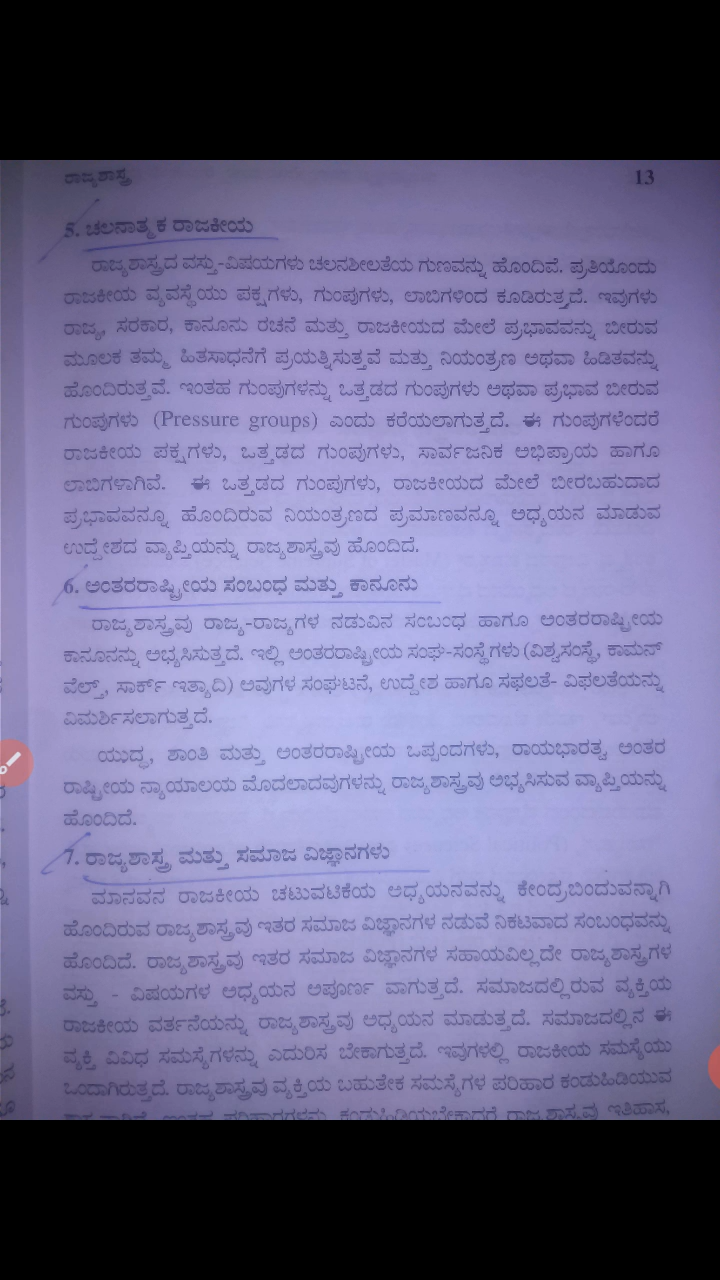 ರಾಜ್ಯಶಾಸ್ತ್ರ 13
5. ಚಲನಾತ್ಮಕ ರಾಜಕೀಯ
ರಾಜ್ಯಶಾಸ್ತ್ರದ ವಸ್ತು-ವಿಷಯಗಳು ಚಲನಶೀಲತೆಯ ಗುಣವನ್ನು ಹೊಂದಿವೆ. ಪ್ರತಿಯೊಂದು
ರಾಜಕೀಯ ವ್ಯವಸ್ಥೆಯು ಪಕ್ಷಗಳು, ಗುಂಪುಗಳು, ಲಾಬಿಗಳಿಂದ ಕೂಡಿರುತ್ತದೆ. ಇವುಗಳು
ರಾಜ್ಯ, ಸರಕಾರ, ಕಾನೂನು ರಚನೆ ಮತ್ತು ರಾಜಕೀಯದ ಮೇಲೆ ಪ್ರಭಾವವನ್ನು ಬೀರುವ
ಮೂಲಕ ತಮ್ಮ ಹಿತಸಾಧನೆಗೆ ಪ್ರಯತ್ನಿಸುತ್ತವೆ ಮತ್ತು ನಿಯಂತ್ರಣ ಅಥವಾ ಹಿಡಿತವನ್ನು
ಹೊಂದಿರುತ್ತವೆ. ಇಂತಹ ಗುಂಪುಗಳನ್ನು ಒತ್ತಡದ ಗುಂಪುಗಳು ಅಥವಾ ಪ್ರಭಾವ ಬೀರುವ
ಗುಂಪುಗಳು (Pressure groups) ಎಂದು ಕರೆಯಲಾಗುತ್ತದೆ. ಈ ಗುಂಪುಗಳೆಂದರೆ
ರಾಜಕೀಯ ಪಕ್ಷಗಳು, ಒತ್ತಡದ ಗುಂಪುಗಳು, ಸಾರ್ವಜನಿಕ ಅಭಿಪ್ರಾಯ ಹಾಗೂ
ಲಾಬಿಗಳಾಗಿವೆ. ಈ ಒತ್ತಡದ ಗುಂಪುಗಳು, ರಾಜಕೀಯದ ಮೇಲೆ ಬೀರಬಹುದಾದ
ಪ್ರಭಾವವನ್ನೂ ಹೊಂದಿರುವ ನಿಯಂತ್ರಣದ ಪ್ರಮಾಣವನ್ನೂ ಅಧ್ಯಯನ ಮಾಡುವ
ಉದ್ದೇಶದ ವ್ಯಾಪ್ತಿಯನ್ನು ರಾಜ್ಯಶಾಸ್ತ್ರವು ಹೊಂದಿದೆ.
6. ಅಂತರರಾಷ್ಟ್ರೀಯ ಸಂಬಂಧ ಮತ್ತು ಕಾನೂನು
ರಾಜ್ಯಶಾಸ್ತ್ರವು ರಾಜ್ಯ-ರಾಜ್ಯಗಳ ನಡುವಿನ ಸಂಬಂಧ ಹಾಗೂ ಅಂತರರಾಷ್ಟ್ರೀಯ
ಕಾನೂನನ್ನು ಅಭ್ಯಸಿಸುತ್ತದೆ. ಇಲ್ಲಿ ಅಂತರರಾಷ್ಟ್ರೀಯ ಸಂಘ-ಸಂಸ್ಥೆಗಳು (ವಿಶ್ವಸಂಸ್ಥೆ, ಕಾಮನ್
ವೆಲ್ತ್, ಸಾರ್ಕ್ ಇತ್ಯಾದಿ) ಅವುಗಳ ಸಂಘಟನೆ, ಉದ್ದೇಶ ಹಾಗೂ ಸಫಲತೆ- ವಿಫಲತೆಯನ್ನು
ವಿಮರ್ಶಿಸಲಾಗುತ್ತದೆ.
ಯುದ್ಧ, ಶಾಂತಿ ಮತ್ತು ಅಂತರರಾಷ್ಟ್ರೀಯ ಒಪ್ಪಂದಗಳು, ರಾಯಭಾರತ್ವ ಅಂತರ
ರಾಷ್ಟ್ರೀಯ ನ್ಯಾಯಾಲಯ ಮೊದಲಾದವುಗಳನ್ನು ರಾಜ್ಯಶಾಸ್ತ್ರವು ಅಭ್ಯಸಿಸುವ ವ್ಯಾಪ್ತಿಯನ್ನು
ಹೊಂದಿದೆ.
7. ರಾಜ್ಯಶಾಸ್ತ್ರ ಮತ್ತು ಸಮಾಜ ವಿಜ್ಞಾನಗಳು
ಮಾನವನ ರಾಜಕೀಯ ಚಟುವಟಿಕೆಯ ಅಧ್ಯಯನವನ್ನು ಕೇಂದ್ರಬಿಂದುವನ್ನಾಗಿ
ಹೊಂದಿರುವ ರಾಜ್ಯಶಾಸ್ತ್ರವು ಇತರ ಸಮಾಜ ವಿಜ್ಞಾನಗಳ ನಡುವೆ ನಿಕಟವಾದ ಸಂಬಂಧವನ್ನು
ಹೊಂದಿದೆ. ರಾಜ್ಯಶಾಸ್ತ್ರವು ಇತರ ಸಮಾಜ ವಿಜ್ಞಾನಗಳ ಸಹಾಯವಿಲ್ಲದೇ ರಾಜ್ಯಶಾಸ್ತ್ರಗಳ
ವಸ್ತು - ವಿಷಯಗಳ ಅಧ್ಯಯನ ಅಪೂರ್ಣ ವಾಗುತ್ತದೆ. ಸಮಾಜದಲ್ಲಿರುವ ವ್ಯಕ್ತಿಯ
ರಾಜಕೀಯ ವರ್ತನೆಯನ್ನು ರಾಜ್ಯಶಾಸ್ತ್ರವು ಅಧ್ಯಯನ ಮಾಡುತ್ತದೆ. ಸಮಾಜದಲ್ಲಿನ ಈ
ವ್ಯಕ್ತಿ ವಿವಿಧ ಸಮಸ್ಯೆಗಳನ್ನು ಎದುರಿಸ ಬೇಕಾಗುತ್ತದೆ. ಇವುಗಳಲ್ಲಿ ರಾಜಕೀಯ ಸಮಸ್ಯೆಯು
ಒಂದಾಗಿರುತ್ತದೆ. ರಾಜ್ಯಶಾಸ್ತ್ರವು ವ್ಯಕ್ತಿಯ ಬಹುತೇಕ ಸಮಸ್ಯೆಗಳ ಪರಿಹಾರ ಕಂಡುಹಿಡಿಯುವ
ಪರಿಹಾರಗಳನ್ನು ಕಂಡುಹಿಡಿಯಬೇಕಾದರೆ ರಾಜ್ಯಶಾಸ್ತ್ರವು ಇತಿಹಾಸ,